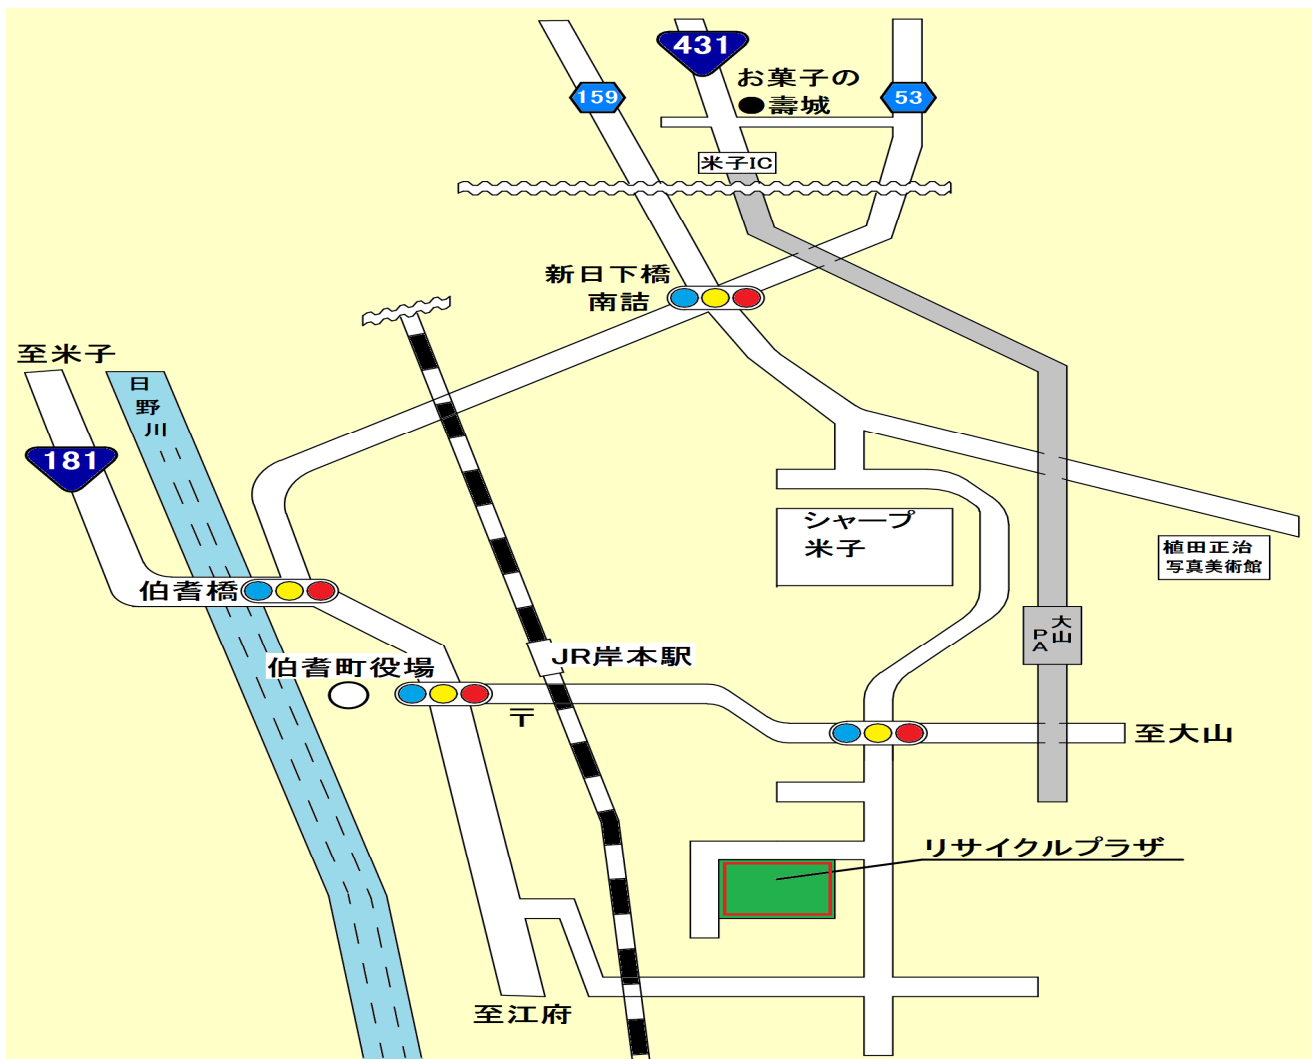 431
お菓子の
●壽城
159
53
米子IC
新日下橋
南詰
至米子
日野川
181
シャープ
米子
植田正治
写真美術館
伯耆橋
大山
PA
JR岸本駅
伯耆町役場
〒
至大山
リサイクルプラザ
至江府